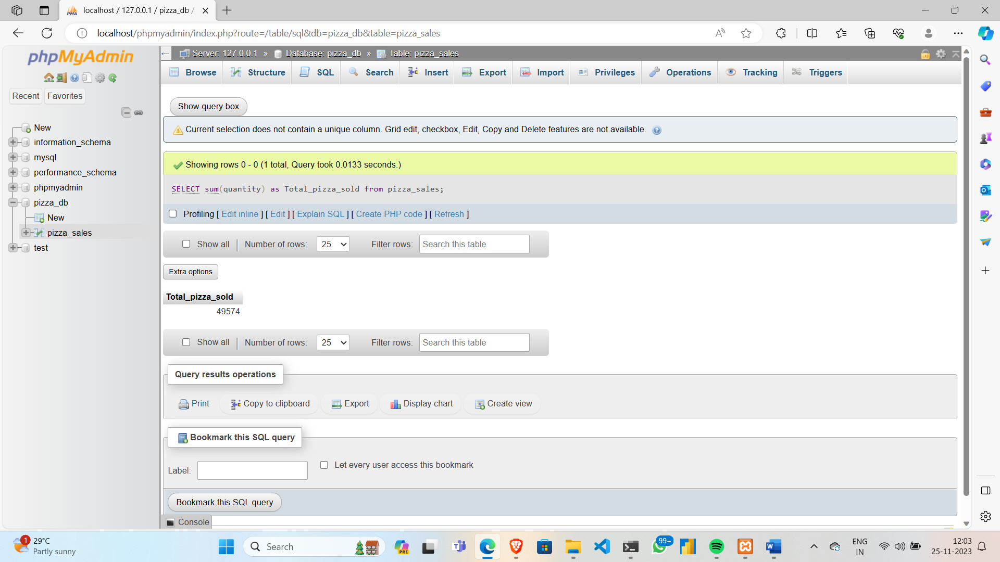 localhost / 127.0.0.1 / pizza_db /
localhost/phpmyadmin/index.php?route=/table/sql&db=pizza_db&table=pizza_sales
phpMyAdmin
Recent Favorites
New
information_schema
mysql
performance_schema
phpmyadmin
pizza_db
New
pizza_sales
test
Server: 127.0.0.1 » Database: pizza_db » Table: pizza_sales
Browse Structure SQL Search Insert Export Import Privileges Operations Tracking Triggers
Show query box
Current selection does not contain a unique column. Grid edit, checkbox, Edit, Copy and Delete features are not available.
Showing rows 0 - 0 (1 total, Query took 0.0133 seconds.)
SELECT sum(quantity) as Total_pizza_sold from pizza_sales;
Profiling [ Edit inline ] [ Edit ] [ Explain SQL ] [ Create PHP code ] [ Refresh ]
Show all | Number of rows: 25 Filter rows: Search this table
Extra options
Total_pizza_sold
49574
Show all | Number of rows: 25 Filter rows: Search this table
Query results operations
Print Copy to clipboard Export Display chart Create view
Bookmark this SQL query
Label: Let every user access this bookmark
Bookmark this SQL query
Console
1
29°C
Partly sunny
Search
PRE
99+
ENG
IN
12:03
25-11-2023